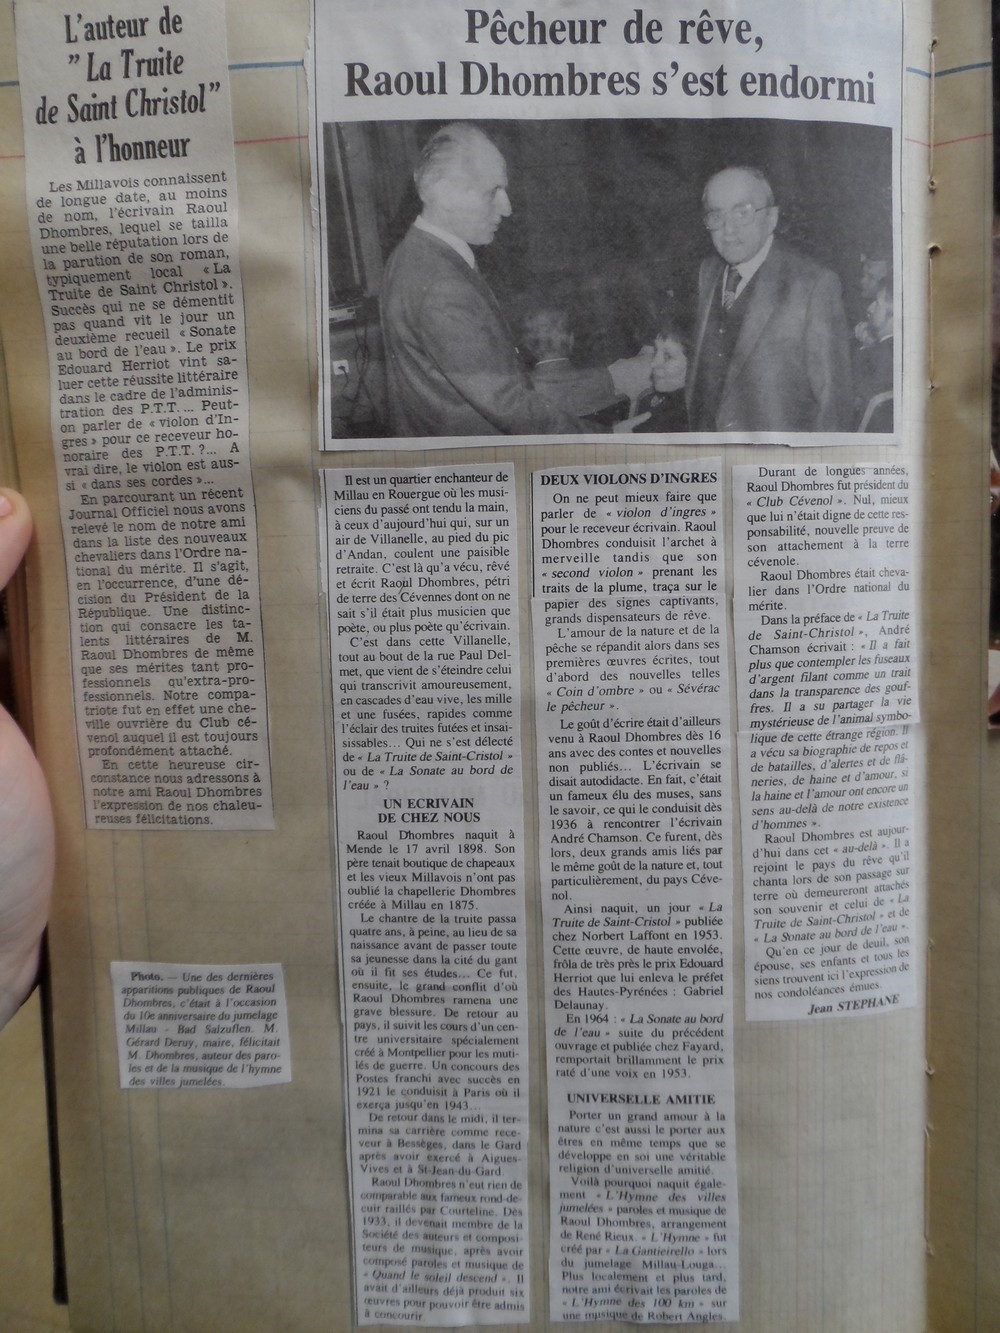 L'auteur de
" La Truite
de Saint Christol"
à l'honneur
Les Millavois connaissent
de longue date, au moins
de nom, l'écrivain Raoul
Dhombres, lequel se tailla
une belle réputation lors de
la parution de son roman,
typiquement local « La
Truite de Saint Christol ».
Succès qui ne se démentit
pas quand vit le jour un
deuxième recueil « Sonate
au bord de l'eau ». Le prix
Edouard Herriot vint sa-
luer cette réussite littéraire
dans le cadre de l'adminis-
tration des P.T.T. ... Peut-
on parler de « violon d'In-
gres » pour ce receveur ho-
noraire des P.T.T. ?... A
vrai dire, le violon est aus-
si « dans ses cordes »...
En parcourant un récent
Journal Officiel nous avons
relevé le nom de notre ami
dans la liste des nouveaux
chevaliers dans l'Ordre na-
tional du mérite. Il s'agit,
en l'occurrence, d'une dé-
cision du Président de la
République. Une distinc-
tion qui consacre les ta-
lents littéraires de M.
Raoul Dhombres de même
que ses mérites tant pro-
fessionnels qu'extra-pro-
fessionnels. Notre compa-
triote fut en effet une che-
ville ouvrière du Club cé-
venol auquel il est toujours
profondément attaché.
En cette heureuse cir-
constance nous adressons à
notre ami Raoul Dhombres
l'expression de nos chaleu-
reuses félicitations.
Photo. — Une des dernières
apparitions publiques de Raoul
Dhombres, c'était à l'occasion
du 10e anniversaire du jumelage
Millau - Bad Salzuflen. M.
Gérard Deruy, maire, félicitait
M. Dhombres, auteur des paro-
les et de la musique de l'hymne
des villes jumelées.
Pêcheur de rêve,
Raoul Dhombres s'est endormi
Il est un quartier enchanteur de
Millau en Rouergue où les musi-
ciens du passé ont tendu la main,
à ceux d'aujourd'hui qui, sur un
air de Villanelle, au pied du pic
d'Andan, coulent une paisible
retraite. C'est là qu'a vécu, rêvé
et écrit Raoul Dhombres, pétri
de terre des Cévennes dont on ne
sait s'il était plus musicien que
poète, ou plus poète qu'écrivain.
C'est dans cette Villanelle,
tout au bout de la rue Paul Del-
met, que vient de s'éteindre celui
qui transcrivit amoureusement,
en cascades d'eau vive, les mille
et une fusées, rapides comme
l'éclair des truites futées et insai-
sissables... Qui ne s'est délecté
de « La Truite de Saint-Cristol »
ou de « La Sonate au bord de
l'eau » ?
UN ECRIVAIN
DE CHEZ NOUS
Raoul Dhombres naquit à
Mende le 17 avril 1898. Son
père tenait boutique de chapeaux
et les vieux Millavois n'ont pas
oublié la chapellerie Dhombres
créée à Millau en 1875.
Le chantre de la truite passa
quatre ans, à peine, au lieu de sa
naissance avant de passer toute
sa jeunesse dans la cité du gant
où il fit ses études... Ce fut,
ensuite, le grand conflit d'où
Raoul Dhombres ramena une
grave blessure. De retour au
pays, il suivit les cours d'un cen-
tre universitaire spécialement
créé à Montpellier pour les muti-
lés de guerre. Un concours des
Postes franchi avec succès en
1921 le conduisit à Paris où il
exerça jusqu'en 1943...
De retour dans le midi, il ter-
mina sa carrière comme rece-
veur à Bessèges, dans le Gard
après avoir exercé à Aigues-
Vives et à St-Jean-du-Gard.
Raoul Dhombres n'eut rien de
comparable aux fameux rond-de-
cuir raillés par Courteline. Dès
1933, il devenait membre de la
Société des auteurs et composi-
teurs de musique, après avoir
composé paroles et musique de
« Quand le soleil descend ». Il
avait d'ailleurs déjà produit six
œuvres pour pouvoir être admis
à concourir.
DEUX VIOLONS D'INGRES
On ne peut mieux faire que
parler de « violon d'ingres »
pour le receveur écrivain. Raoul
Dhombres conduisit l'archet à
merveille tandis que son
« second violon » prenant les
traits de la plume, traça sur le
papier des signes captivants,
grands dispensateurs de rêve.
L'amour de la nature et de la
pêche se répandit alors dans ses
premières œuvres écrites, tout
d'abord des nouvelles telles
« Coin d'ombre » ou « Sévérac
le pêcheur ».
Le goût d'écrire était d'ailleurs
venu à Raoul Dhombres dès 16
ans avec des contes et nouvelles
non publiés... L'écrivain se
disait autodidacte. En fait, c'était
un fameux élu des muses, sans
le savoir, ce qui le conduisit dès
1936 à rencontrer l'écrivain
André Chamson. Ce furent, dès
lors, deux grands amis liés par
le même goût de la nature et, tout
particulièrement, du pays Céve-
nol.
Ainsi naquit, un jour « La
Truite de Saint-Cristol » publiée
chez Norbert Laffont en 1953.
Cette œuvre, de haute envolée,
frôla de très près le prix Edouard
Herriot que lui enleva le préfet
des Hautes-Pyrénées : Gabriel
Delaunay.
En 1964 : « La Sonate au bord
de l'eau » suite du précédent
ouvrage et publiée chez Fayard,
remportait brillamment le prix
raté d'une voix en 1953.
UNIVERSELLE AMITIE
Porter un grand amour à la
nature c'est aussi le porter aux
êtres en même temps que se
développe en soi une véritable
religion d'universelle amitié.
Voilà pourquoi naquit égale-
ment « L'Hymne des villes
jumelées » paroles et musique de
Raoul Dhombres, arrangement
de René Rieux. « L'Hymne » fut
créé par « La Gantieirello » lors
du jumelage Millau-Louga...
Plus localement et plus tard,
notre ami écrivait les paroles de
« L'Hymne des 100 km » sur
une musique de Robert Angles.
Durant de longues années,
Raoul Dhombres fut président du
« Club Cévenol ». Nul, mieux
que lui n'était digne de cette res-
ponsabilité, nouvelle preuve de
son attachement à la terre
cévenole.
Raoul Dhombres était cheva-
lier dans l'Ordre national du
mérite.
Dans la préface de « La Truite
de Saint-Christol », André
Chamson écrivait : « Il a fait
plus que contempler les fuseaux
d'argent filant comme un trait
dans la transparence des gouf-
fres. Il a su partager la vie
mystérieuse de l'animal symbo-
lique de cette étrange région. Il
a vécu sa biographie de repos et
de batailles, d'alertes et de flâ-
neries, de haine et d'amour, si
la haine et l'amour ont encore un
sens au-delà de notre existence
d'hommes ».
Raoul Dhombres est aujour-
d'hui dans cet « au-delà ». Il a
rejoint le pays du rêve qu'il
chanta lors de son passage sur
terre où demeureront attachés
son souvenir et celui de « La
Truite de Saint-Christol » et de
« La Sonate au bord de l'eau ».
Qu'en ce jour de deuil, son
épouse, ses enfants et tous les
siens trouvent ici l'expression de
nos condoléances émues.
Jean STEPHANE